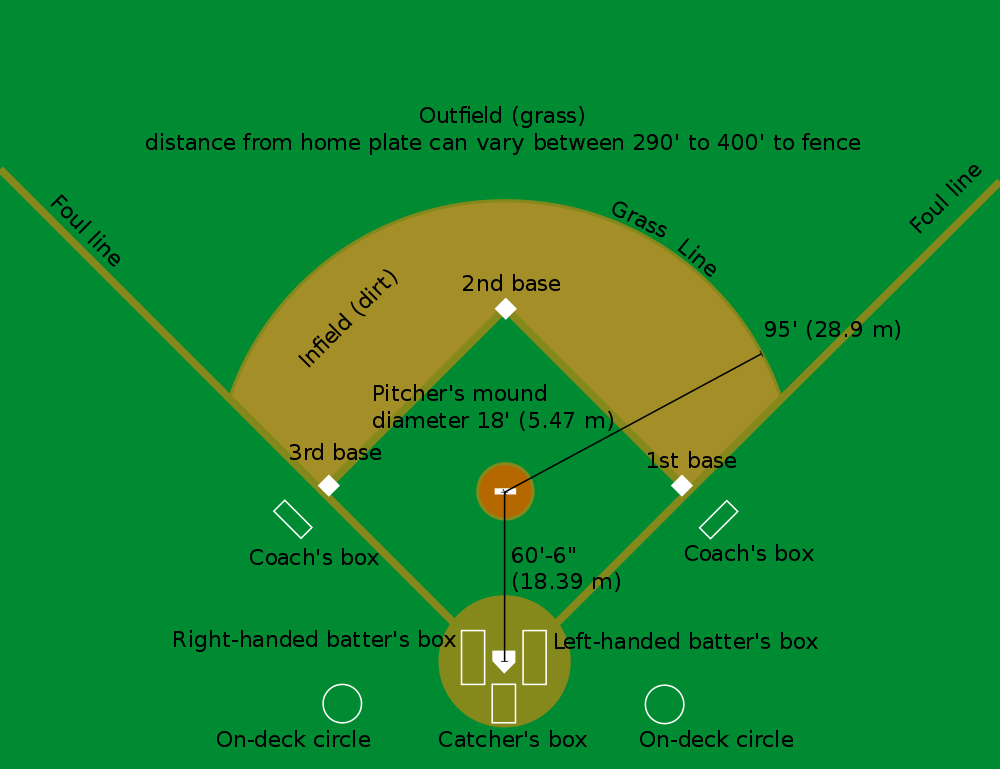 Outfield (grass)
distance from home plate can vary between 290' to 400' to fence
Foul line
Foul line
Grass Line
Infield (dirt)
2nd base
95' (28.9 m)
Pitcher's mound
diameter 18' (5.47 m)
3rd base
1st base
Coach's box
Coach's box
60'-6"
(18.39 m)
Right-handed batter's box
Left-handed batter's box
On-deck circle
Catcher's box
On-deck circle